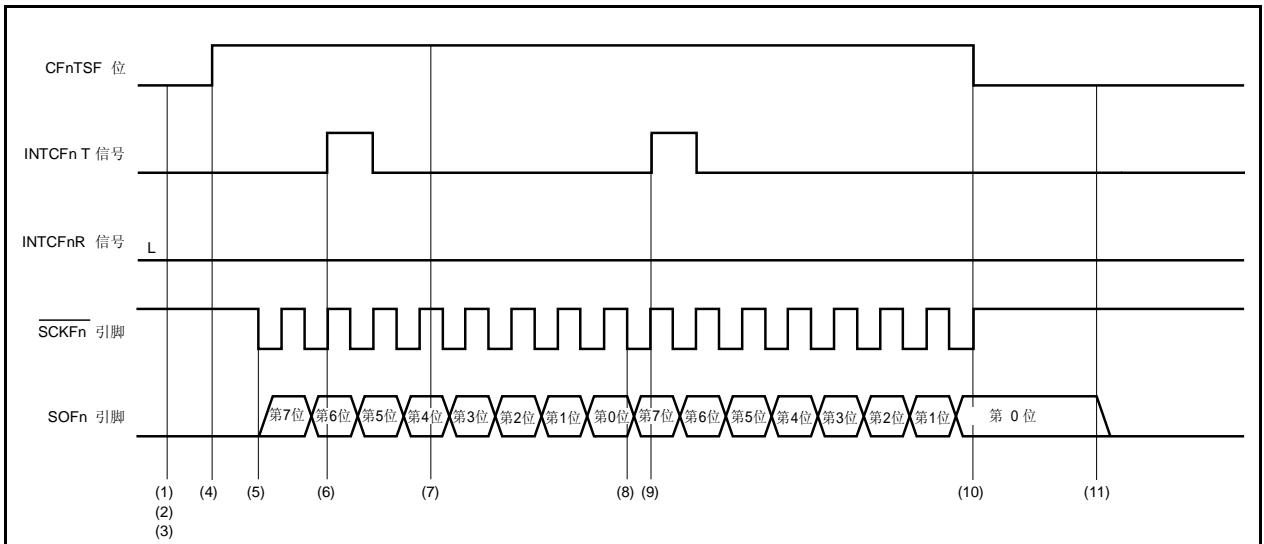 CFnTSF 位
INTCFn T 信号
INTCFnR 信号
L
SCKFn 引脚
SOFn 引脚
第7位 第6位 第5位 第4位 第3位 第2位 第1位 第0位 第7位 第6位 第5位 第4位 第3位 第2位 第1位 第 0 位
(1) (4) (5) (6) (7) (8) (9) (10) (11)
(2)
(3)